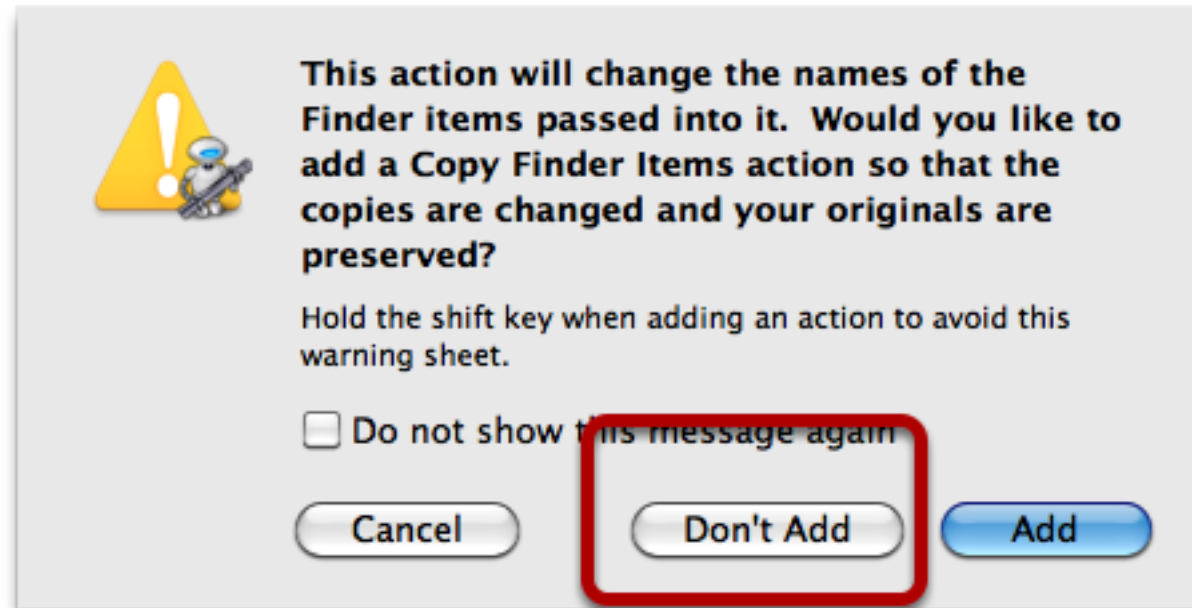 This action will change the names of the
Finder items passed into it.  Would you like to
add a Copy Finder Items action so that the
copies are changed and your originals are
preserved?
Hold the shift key when adding an action to avoid this
warning sheet.
Do not show this message again
Cancel Don't Add Add